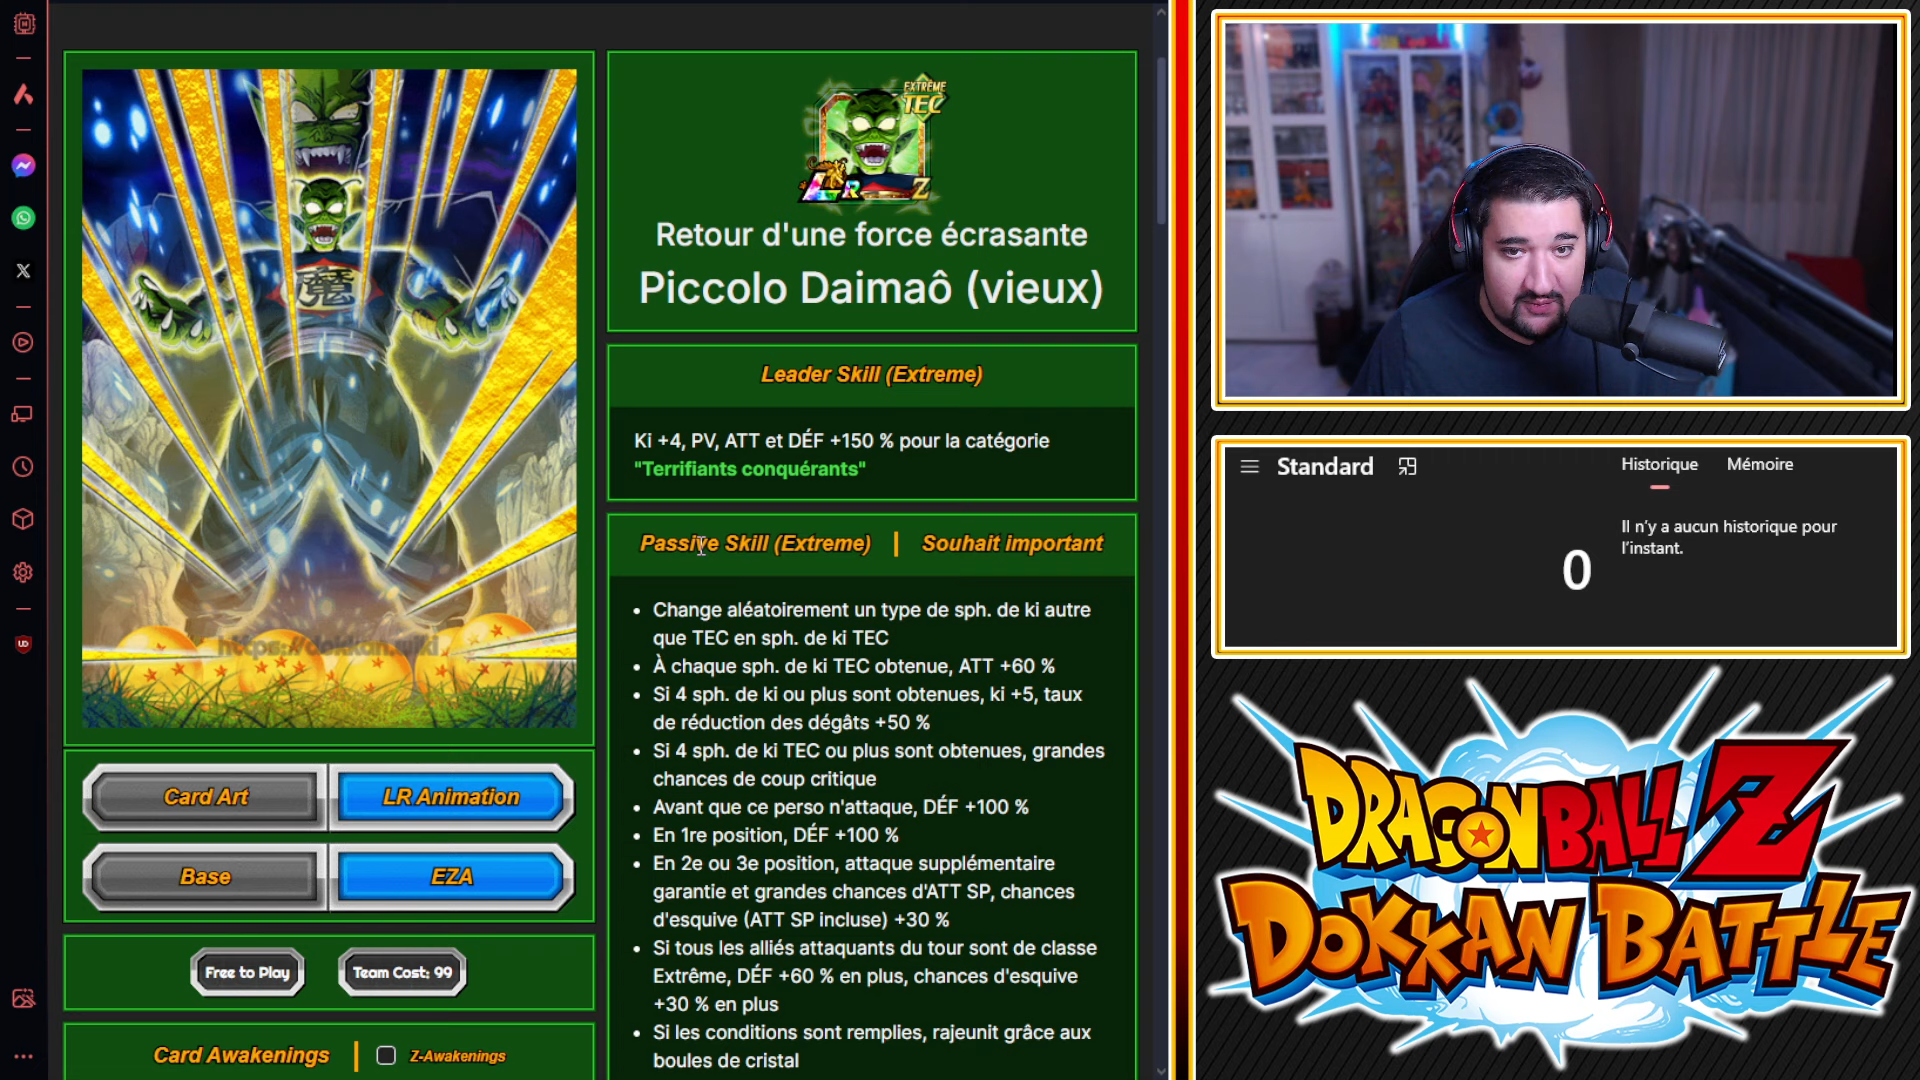 魔
https://dokkan.wiki
Card Art
LR Animation
Base
EZA
Free to Play
Team Cost: 99
Card Awakenings
Z-Awakenings
EXTREME
TEC
LR
Z
Retour d'une force écrasante
Piccolo Daimaô (vieux)
Leader Skill (Extreme)
Ki +4, PV, ATT et DÉF +150 % pour la catégorie
"Terrifiants conquérants"
Passive Skill (Extreme) | Souhait important
• Change aléatoirement un type de sph. de ki autre
que TEC en sph. de ki TEC
• À chaque sph. de ki TEC obtenue, ATT +60 %
• Si 4 sph. de ki ou plus sont obtenues, ki +5, taux
de réduction des dégâts +50 %
• Si 4 sph. de ki TEC ou plus sont obtenues, grandes
chances de coup critique
• Avant que ce perso n'attaque, DÉF +100 %
• En 1re position, DÉF +100 %
• En 2e ou 3e position, attaque supplémentaire
garantie et grandes chances d'ATT SP, chances
d'esquive (ATT SP incluse) +30 %
• Si tous les alliés attaquants du tour sont de classe
Extrême, DÉF +60 % en plus, chances d'esquive
+30 % en plus
• Si les conditions sont remplies, rajeunit grâce aux
boules de cristal
Standard
Historique
Mémoire
Il n'y a aucun historique pour
l'instant.
0
DRAGONBALL Z
DOKKAN BATTLE